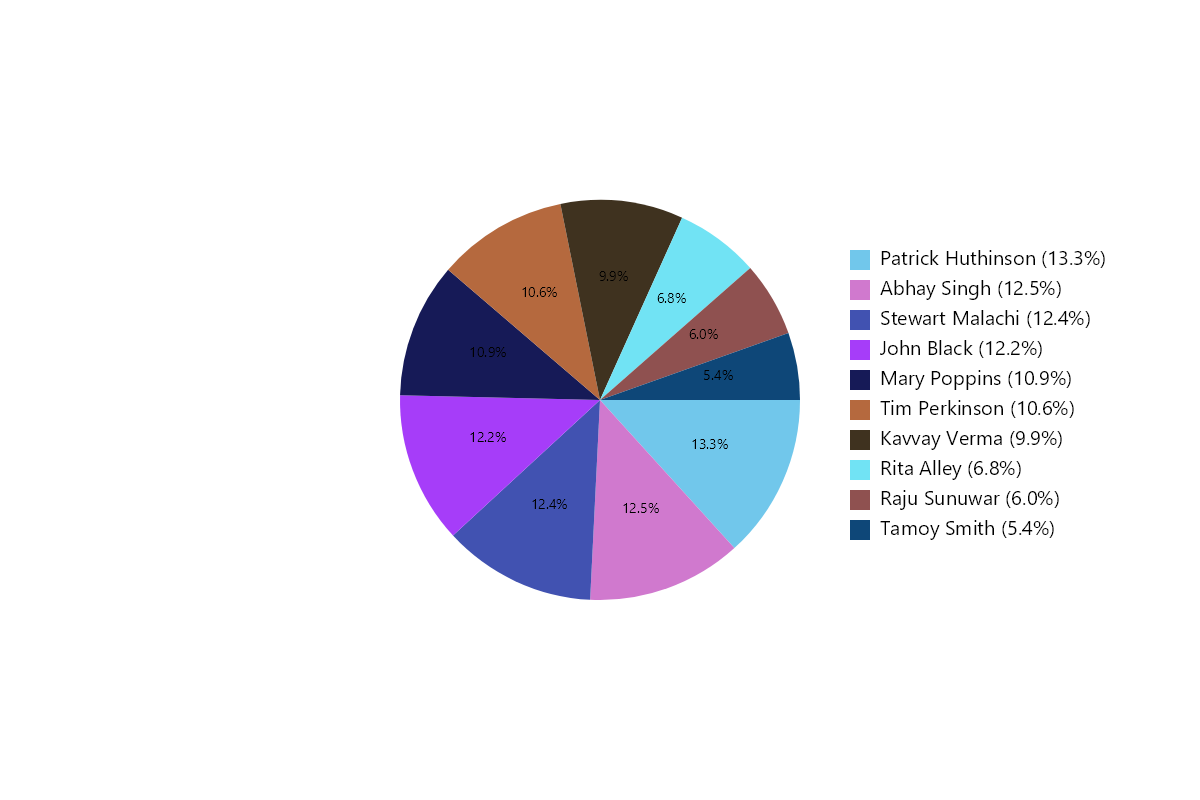 9.9%
10.6%
6.8%
6.0%
10.9%
5.4%
12.2%
13.3%
12.4%
12.5%
Patrick Huthinson (13.3%)
Abhay Singh (12.5%)
Stewart Malachi (12.4%)
John Black (12.2%)
Mary Poppins (10.9%)
Tim Perkinson (10.6%)
Kavvay Verma (9.9%)
Rita Alley (6.8%)
Raju Sunuwar (6.0%)
Tamoy Smith (5.4%)